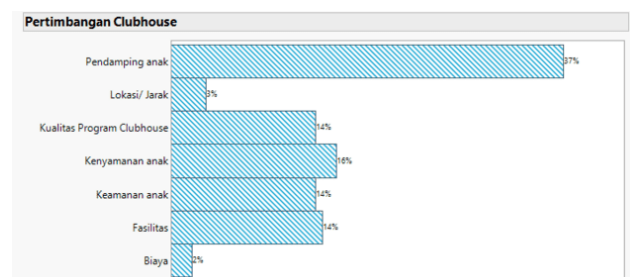 Pertimbangan Clubhouse
Pendamping anak 37%
Lokasi/ Jarak 3%
Kualitas Program Clubhouse 14%
Kenyamanan anak 16%
Keamanan anak 14%
Fasilitas 14%
Biaya 2%